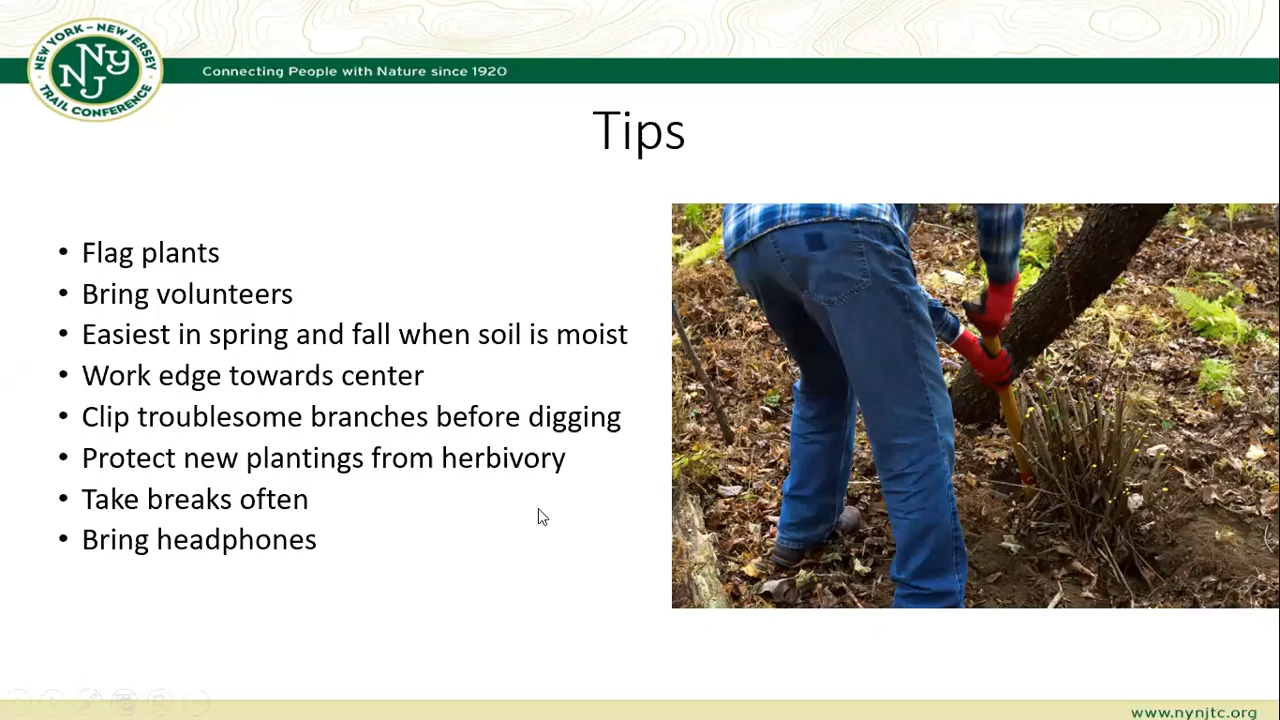 NEW YORK – NEW JERSEY
NY
NJ
TRAIL CONFERENCE
Connecting People with Nature since 1920
Tips
• Flag plants
• Bring volunteers
• Easiest in spring and fall when soil is moist
• Work edge towards center
• Clip troublesome branches before digging
• Protect new plantings from herbivory
• Take breaks often
• Bring headphones
www.nynjtc.org